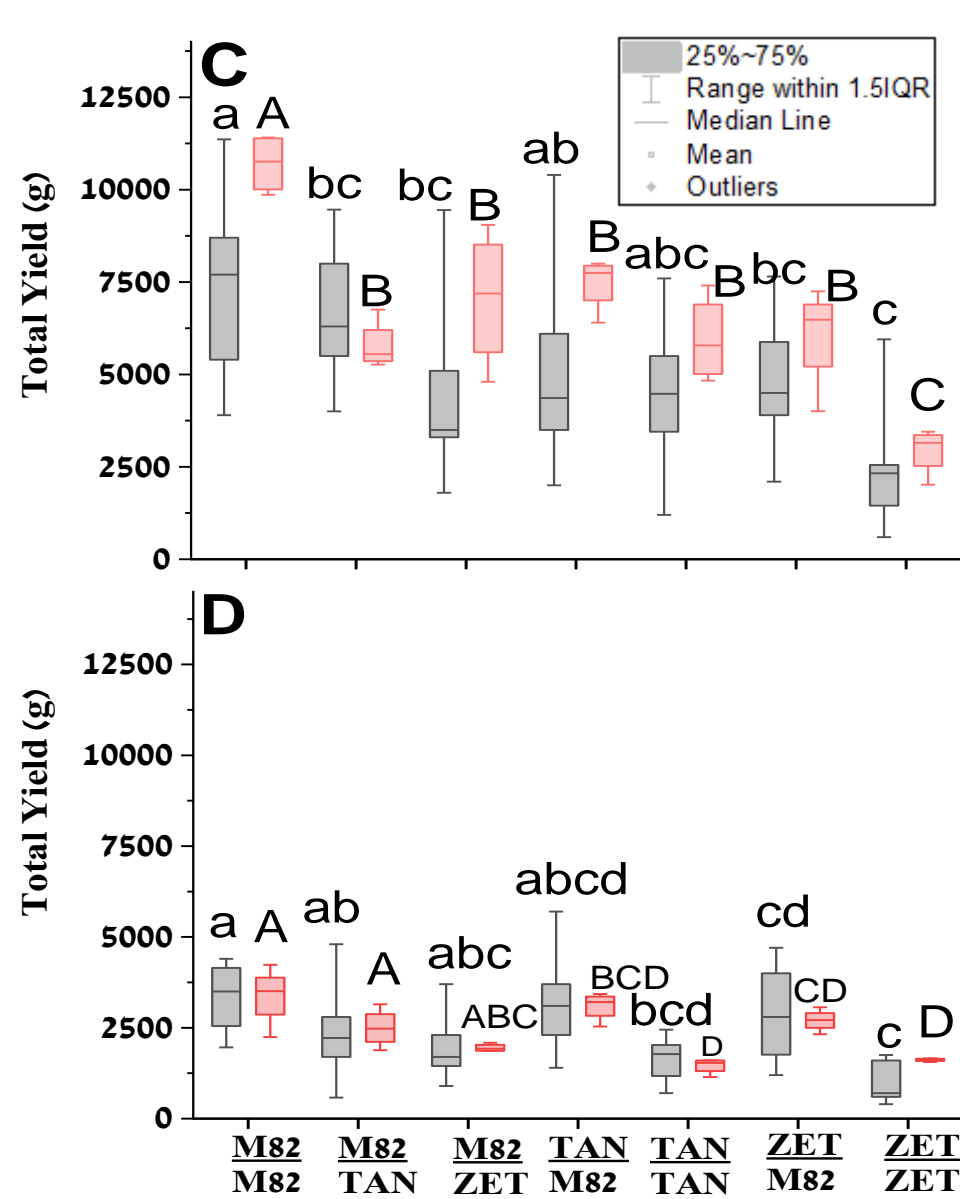 C
25%~75%
Range within 1.5IQR
Median Line
Mean
Outliers
Total Yield (g)
12500
10000
7500
5000
2500
0
a A
bc B
bc B
ab B
abc B
bc B
c C
D
Total Yield (g)
12500
10000
7500
5000
2500
0
a A
ab A
abc ABC
abcd BCD
bcd D
cd CD
c D
M82 M82 M82 TAN TAN ZET ZET
M82 TAN ZET M82 TAN M82 ZET